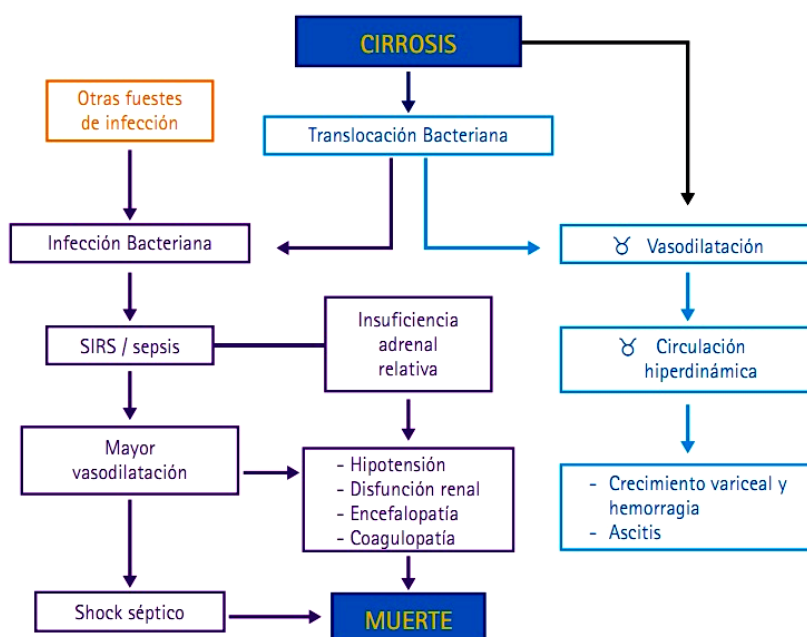 CIRROSIS
Otras fuestes
de infección
Translocación Bacteriana
Infección Bacteriana
♉ Vasodilatación
SIRS / sepsis
Insuficiencia
adrenal
relativa
♉ Circulación
hiperdinámica
Mayor
vasodilatación
- Hipotensión
- Disfunción renal
- Encefalopatía
- Coagulopatía
- Crecimiento variceal y
hemorragia
- Ascitis
Shock séptico
MUERTE